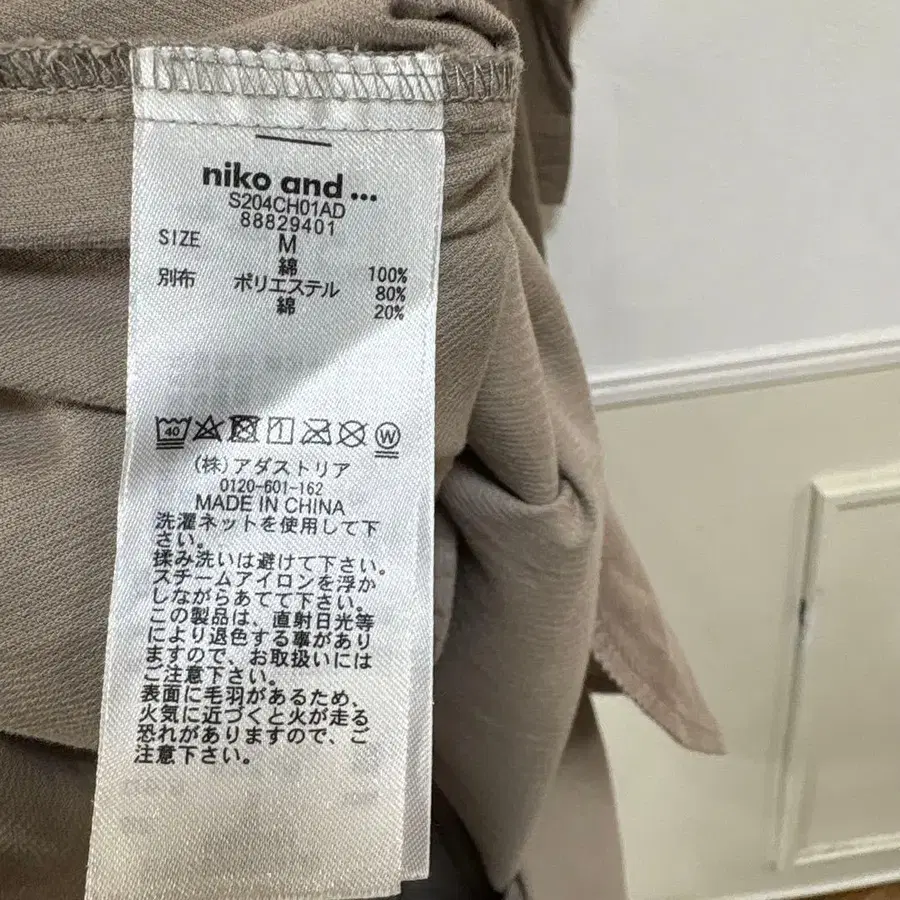 niko and ...
S204CH01AD
88829401
SIZE M
綿 100%
別布 ポリエステル 80%
綿 20%
40 W
(株)アダストリア
0120-601-162
MADE IN CHINA
洗濯ネットを使用して下
さい。
揉み洗いは避けて下さい。
スチームアイロンを浮か
しながらあてて下さい。
この製品は、直射日光等
により退色する事があり
ますので、お取扱いには
ご注意下さい。
表面に毛羽があるため、
火気に近づくと火が走る
恐れがありますので、ご
注意下さい。